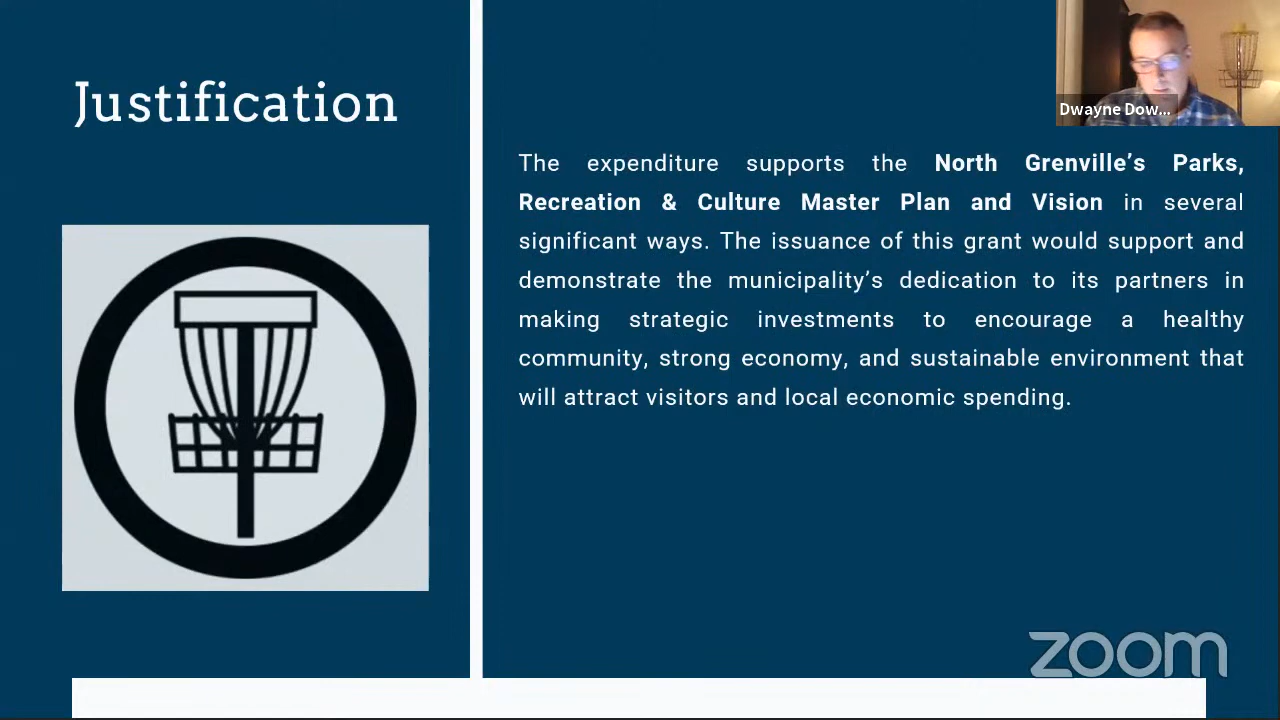 Justification
Dwayne Dow...
The expenditure supports the North Grenville’s Parks,
Recreation & Culture Master Plan and Vision in several
significant ways. The issuance of this grant would support and
demonstrate the municipality’s dedication to its partners in
making strategic investments to encourage a healthy
community, strong economy, and sustainable environment that
will attract visitors and local economic spending.
zoom